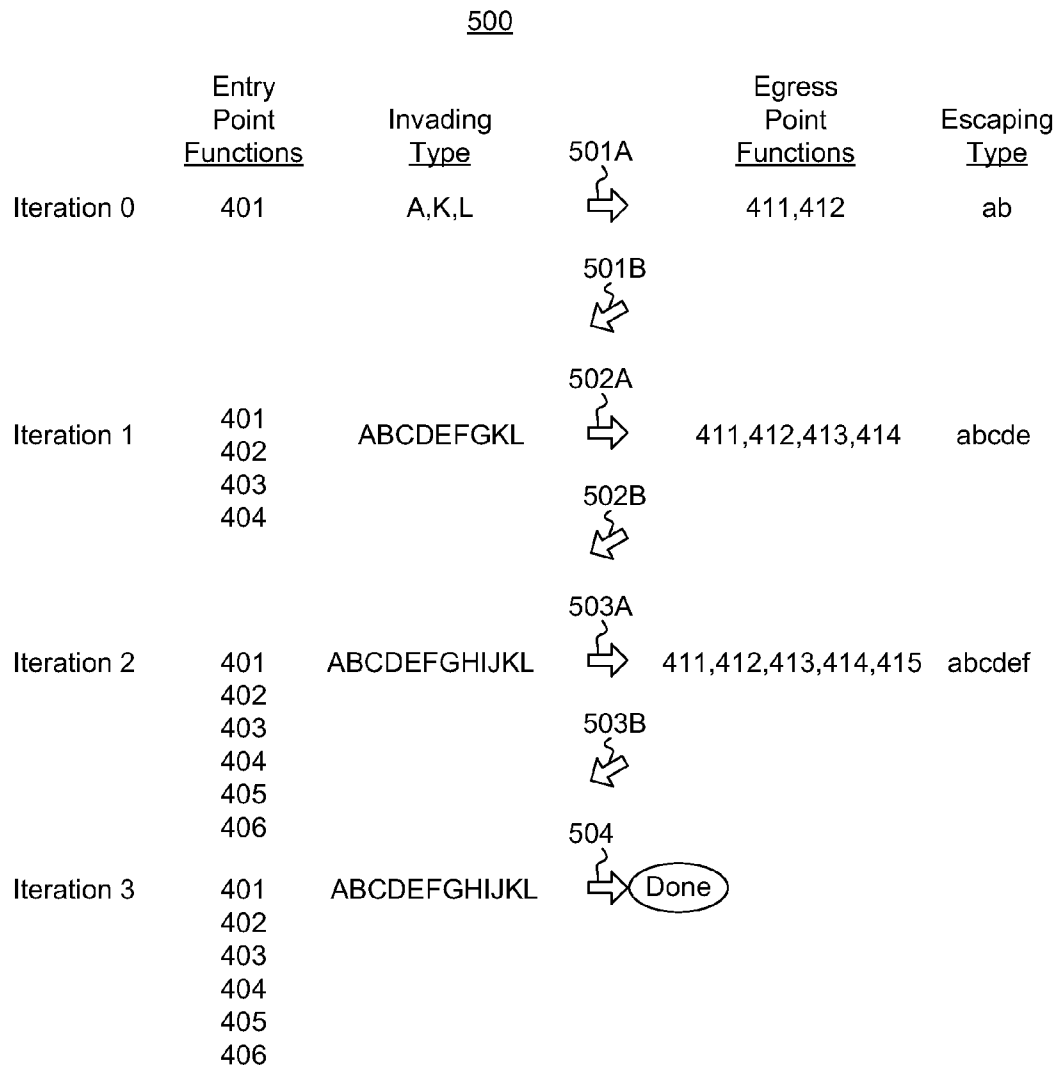 500
Entry
Point
Functions
Invading
Type
501A
Egress
Point
Functions
Escaping
Type
Iteration 0 401 A,K,L 411,412 ab
501B
502A
Iteration 1 401 ABCDEFGKL 411,412,413,414 abcde
402
403
404
502B
503A
Iteration 2 401 ABCDEFGHIJKL 411,412,413,414,415 abcdef
402
403
404
405
406
503B
504
Iteration 3 401 ABCDEFGHIJKL Done
402
403
404
405
406